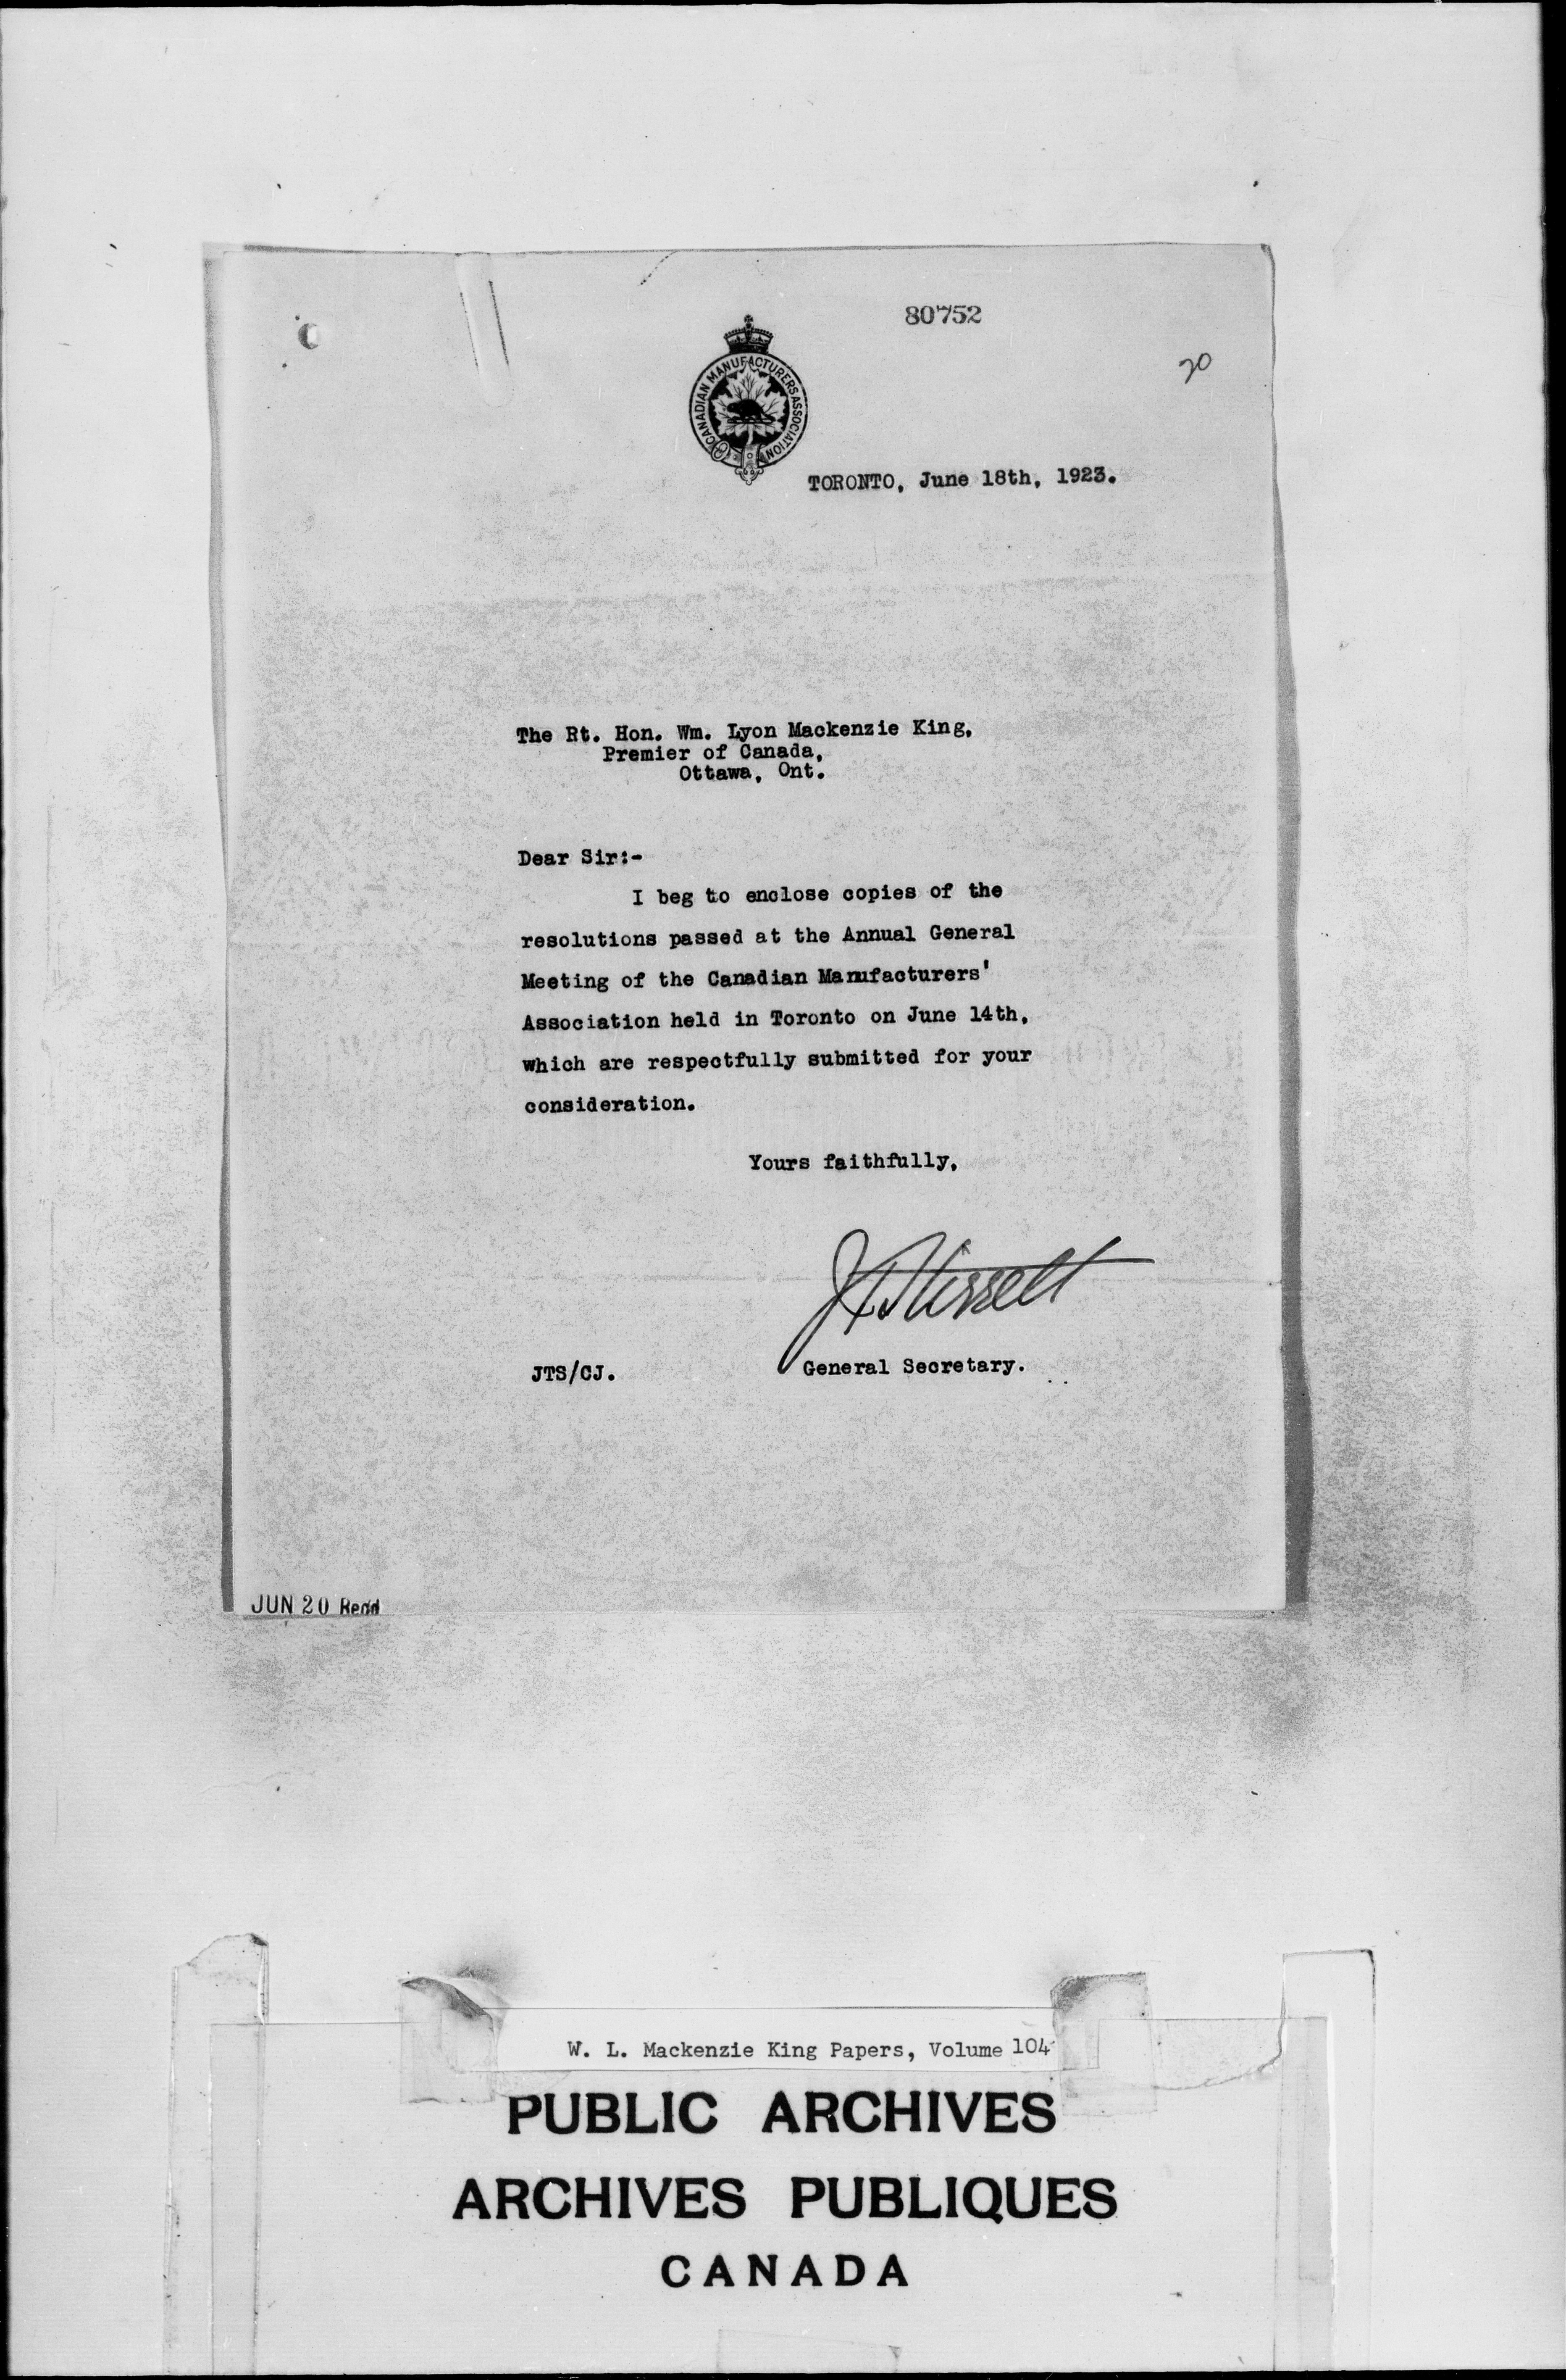 80752
20
CANADIAN MANUFACTURERS ASSOCIATION
TORONTO, June 18th, 1923.
The Rt. Hon. Wm. Lyon Mackenzie King,
Premier of Canada,
Ottawa, Ont.
Dear Sir:-
I beg to enclose copies of the
resolutions passed at the Annual General
Meeting of the Canadian Manufacturers'
Association held in Toronto on June 14th,
which are respectfully submitted for your
consideration.
Yours faithfully,
General Secretary.
JTS/CJ.
JUN 20 Recd
W. L. Mackenzie King Papers, Volume 104
PUBLIC ARCHIVES
ARCHIVES PUBLIQUES
CANADA